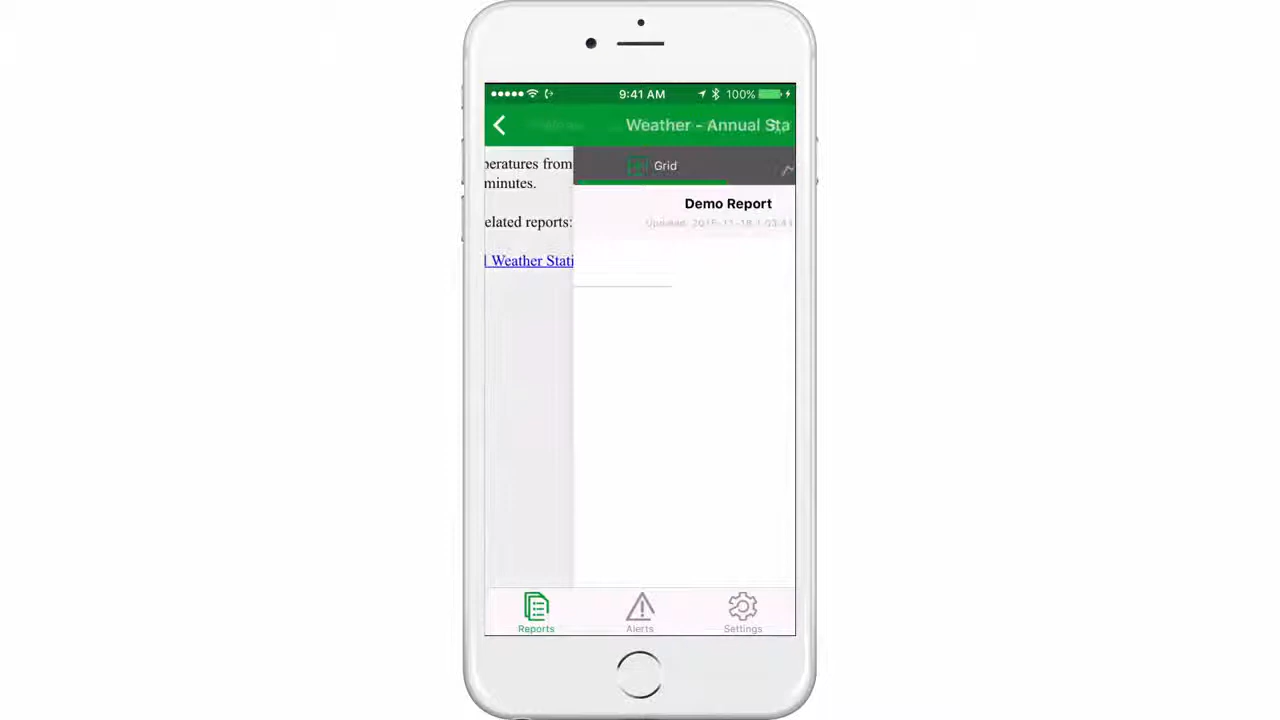 9:41 AM 100%
Weather - Annual Sta
peratures from
minutes.
elated reports:
l Weather Stati
Grid
Demo Report
Reports Alerts Settings